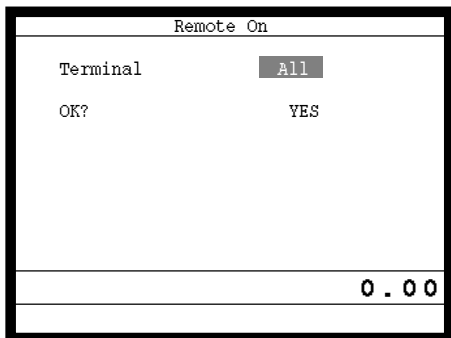 Remote On
Terminal All
OK? YES
0.00